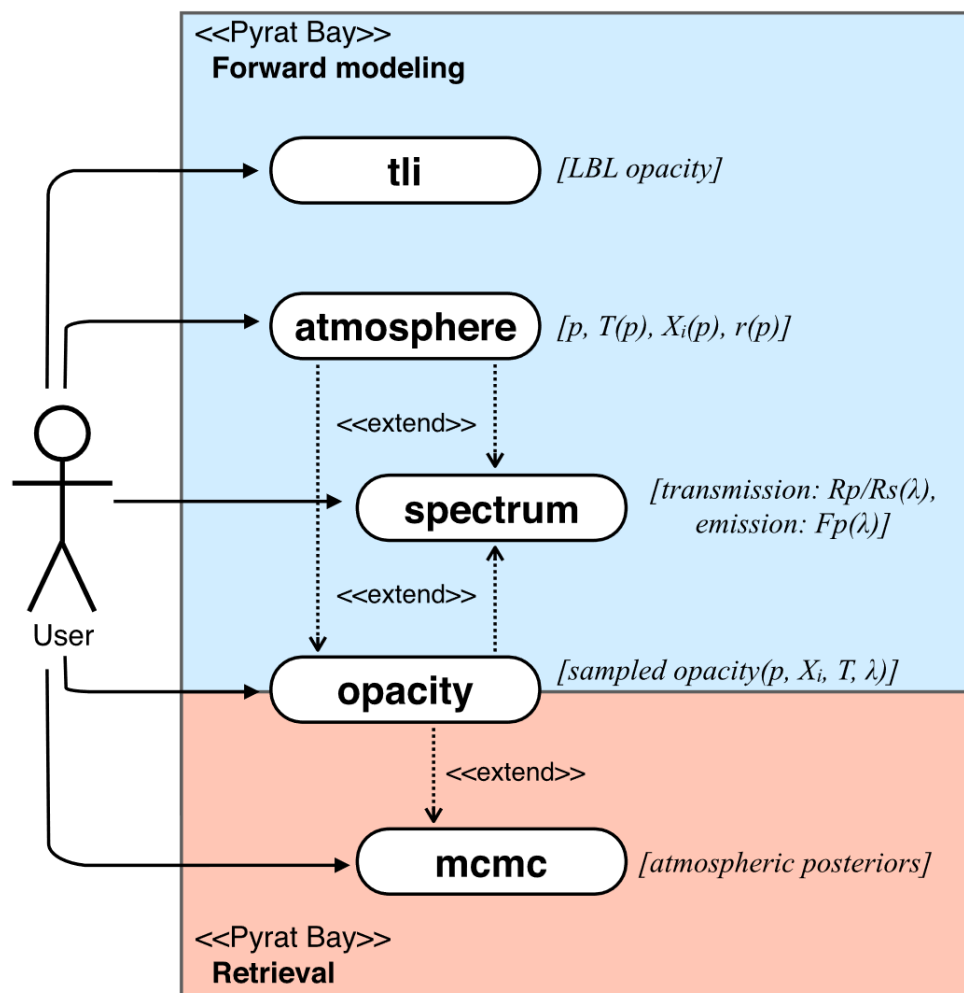 <<Pyrat Bay>>
Forward modeling
tli
[LBL opacity]
atmosphere
[p, T(p), Xᵢ(p), r(p)]
<<extend>>
spectrum
[transmission: Rp/Rs(λ),
emission: Fp(λ)]
<<extend>>
User
opacity
[sampled opacity(p, Xᵢ, T, λ)]
<<extend>>
mcmc
[atmospheric posteriors]
<<Pyrat Bay>>
Retrieval